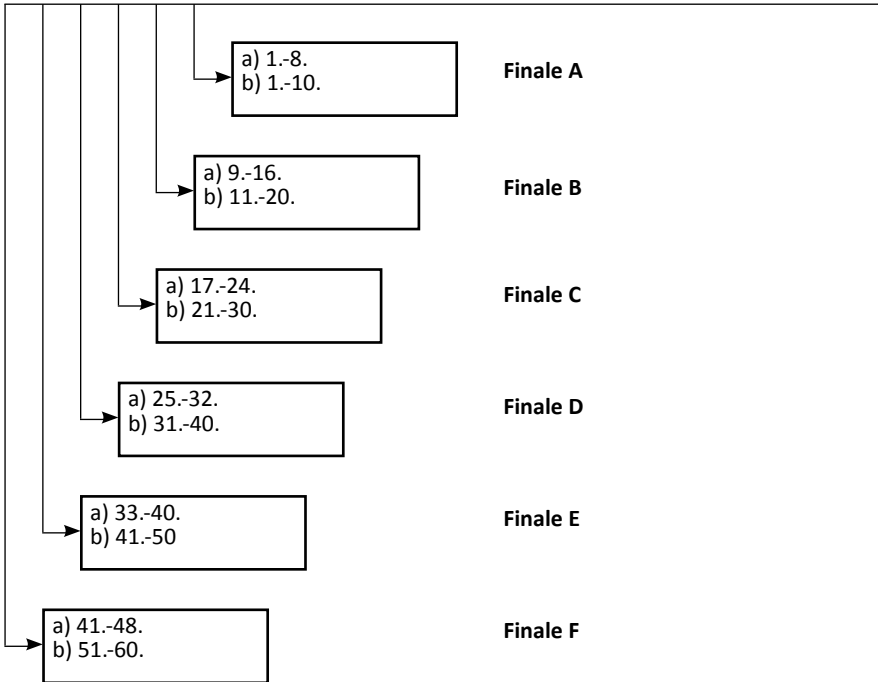 a) 1.-8.
b) 1.-10.
Finale A
a) 9.-16.
b) 11.-20.
Finale B
a) 17.-24.
b) 21.-30.
Finale C
a) 25.-32.
b) 31.-40.
Finale D
a) 33.-40.
b) 41.-50
Finale E
a) 41.-48.
b) 51.-60.
Finale F